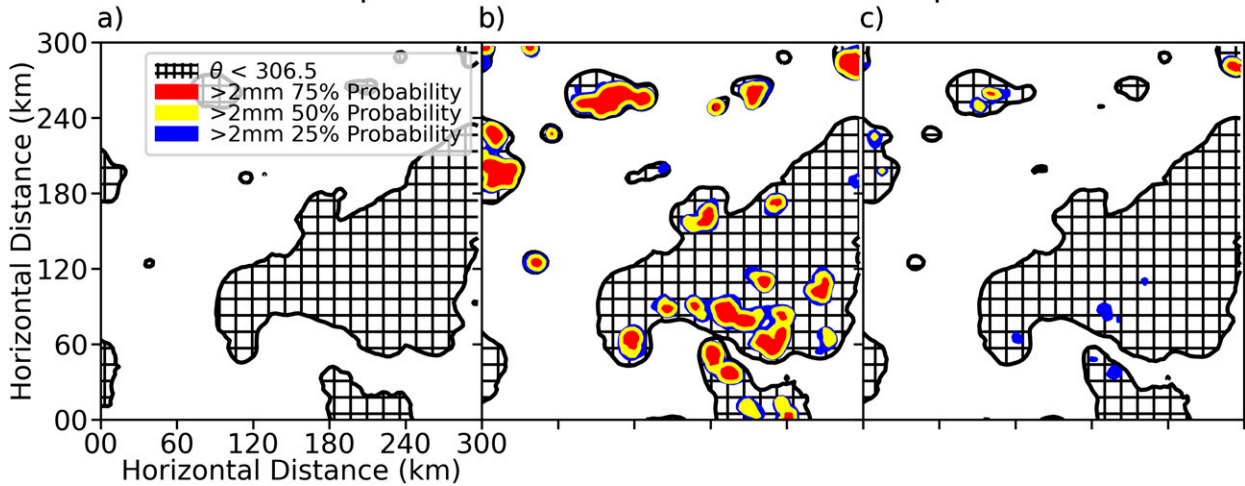 a)
b)
c)
300
240
180
120
60
00
Horizontal Distance (km)
θ < 306.5
>2mm 75% Probability
>2mm 50% Probability
>2mm 25% Probability
00 60 120 180 240 300
Horizontal Distance (km)